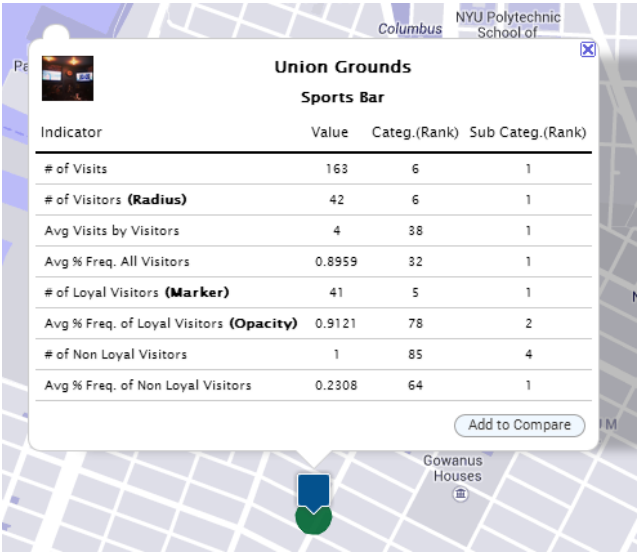 NYU Polytechnic
Columbus School of
Union Grounds
Sports Bar
Indicator Value Categ.(Rank) Sub Categ.(Rank)
# of Visits 163 6 1
# of Visitors (Radius) 42 6 1
Avg Visits by Visitors 4 38 1
Avg % Freq. All Visitors 0.8959 32 1
# of Loyal Visitors (Marker) 41 5 1
Avg % Freq. of Loyal Visitors (Opacity) 0.9121 78 2
# of Non Loyal Visitors 1 85 4
Avg % Freq. of Non Loyal Visitors 0.2308 64 1
Add to Compare
Gowanus
Houses